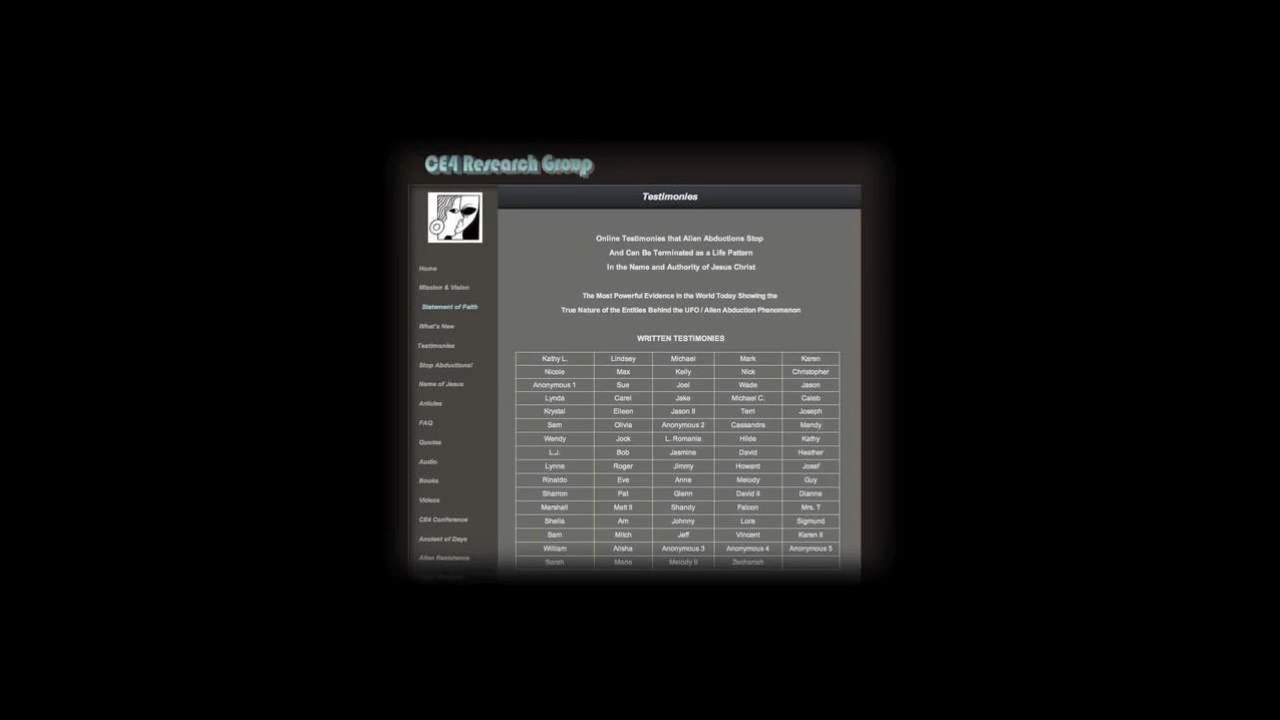 CE4 Research Group
Testimonies
Online Testimonies that Alien Abductions Stop
And Can Be Terminated as a Life Pattern
In the Name and Authority of Jesus Christ
The Most Powerful Evidence in the World Today Showing the
True Nature of the Entities Behind the UFO / Alien Abduction Phenomenon
Home
Mission & Vision
Statement of Faith
What's New
Testimonies
Stop Abductions!
Name of Jesus
Articles
FAQ
Quotes
Audio
Books
Videos
CE4 Conference
Ancient of Days
Alien Resistance
WRITTEN TESTIMONIES
Kathy L. Lindsey Michael Mark Karen
Nicole Max Kelly Nick Christopher
Anonymous 1 Sue Joel Wade Jason
Lynda Carel Jake Michael C. Caleb
Krystal Eileen Jason II Terri Joseph
Sam Olivia Anonymous 2 Cassandra Mandy
Wendy Jock L. Romania Hilda Kathy
L.J. Bob Jasmine David Heather
Lynne Roger Jimmy Howard Josef
Rinaldo Eve Anne Melody Guy
Sharron Pat Glenn David II Dianne
Marshall Matt II Shandy Falcon Mrs. T
Sheila Am Johnny Lora Sigmund
Sam Mitch Jeff Vincent Karen II
William Alisha Anonymous 3 Anonymous 4 Anonymous 5
Sarah Marie Melody II Zechariah